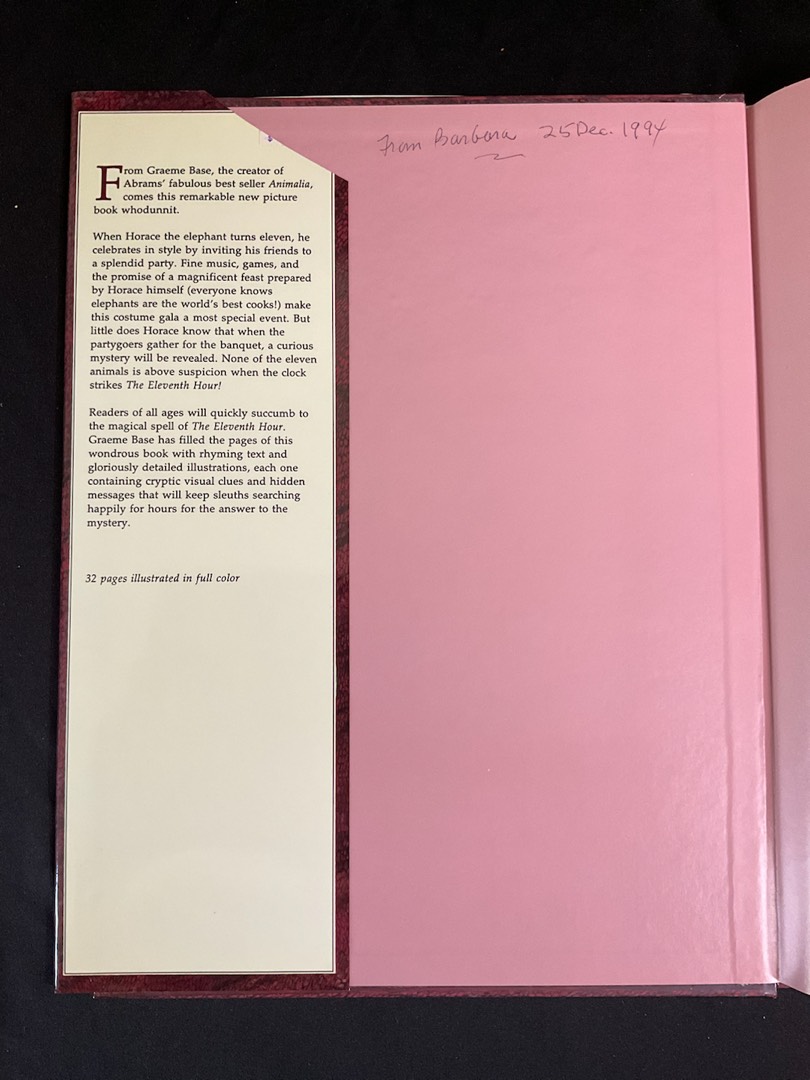 From Barbara 25 Dec. 1994
From Graeme Base, the creator of
Abrams' fabulous best seller Animalia,
comes this remarkable new picture
book whodunnit.
When Horace the elephant turns eleven, he
celebrates in style by inviting his friends to
a splendid party. Fine music, games, and
the promise of a magnificent feast prepared
by Horace himself (everyone knows
elephants are the world's best cooks!) make
this costume gala a most special event. But
little does Horace know that when the
partygoers gather for the banquet, a curious
mystery will be revealed. None of the eleven
animals is above suspicion when the clock
strikes The Eleventh Hour!
Readers of all ages will quickly succumb to
the magical spell of The Eleventh Hour.
Graeme Base has filled the pages of this
wondrous book with rhyming text and
gloriously detailed illustrations, each one
containing cryptic visual clues and hidden
messages that will keep sleuths searching
happily for hours for the answer to the
mystery.
32 pages illustrated in full color